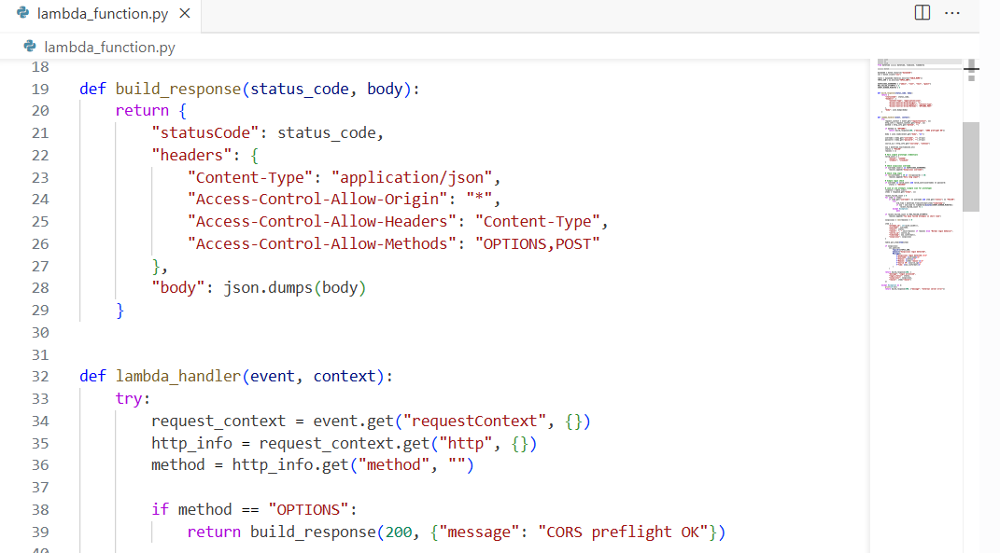 lambda_function.py
lambda_function.py
18
19 def build_response(status_code, body):
20     return {
21         "statusCode": status_code,
22         "headers": {
23             "Content-Type": "application/json",
24             "Access-Control-Allow-Origin": "*",
25             "Access-Control-Allow-Headers": "Content-Type",
26             "Access-Control-Allow-Methods": "OPTIONS,POST"
27         },
28         "body": json.dumps(body)
29     }
30
31
32 def lambda_handler(event, context):
33     try:
34         request_context = event.get("requestContext", {})
35         http_info = request_context.get("http", {})
36         method = http_info.get("method", "")
37
38         if method == "OPTIONS":
39             return build_response(200, {"message": "CORS preflight OK"})
40